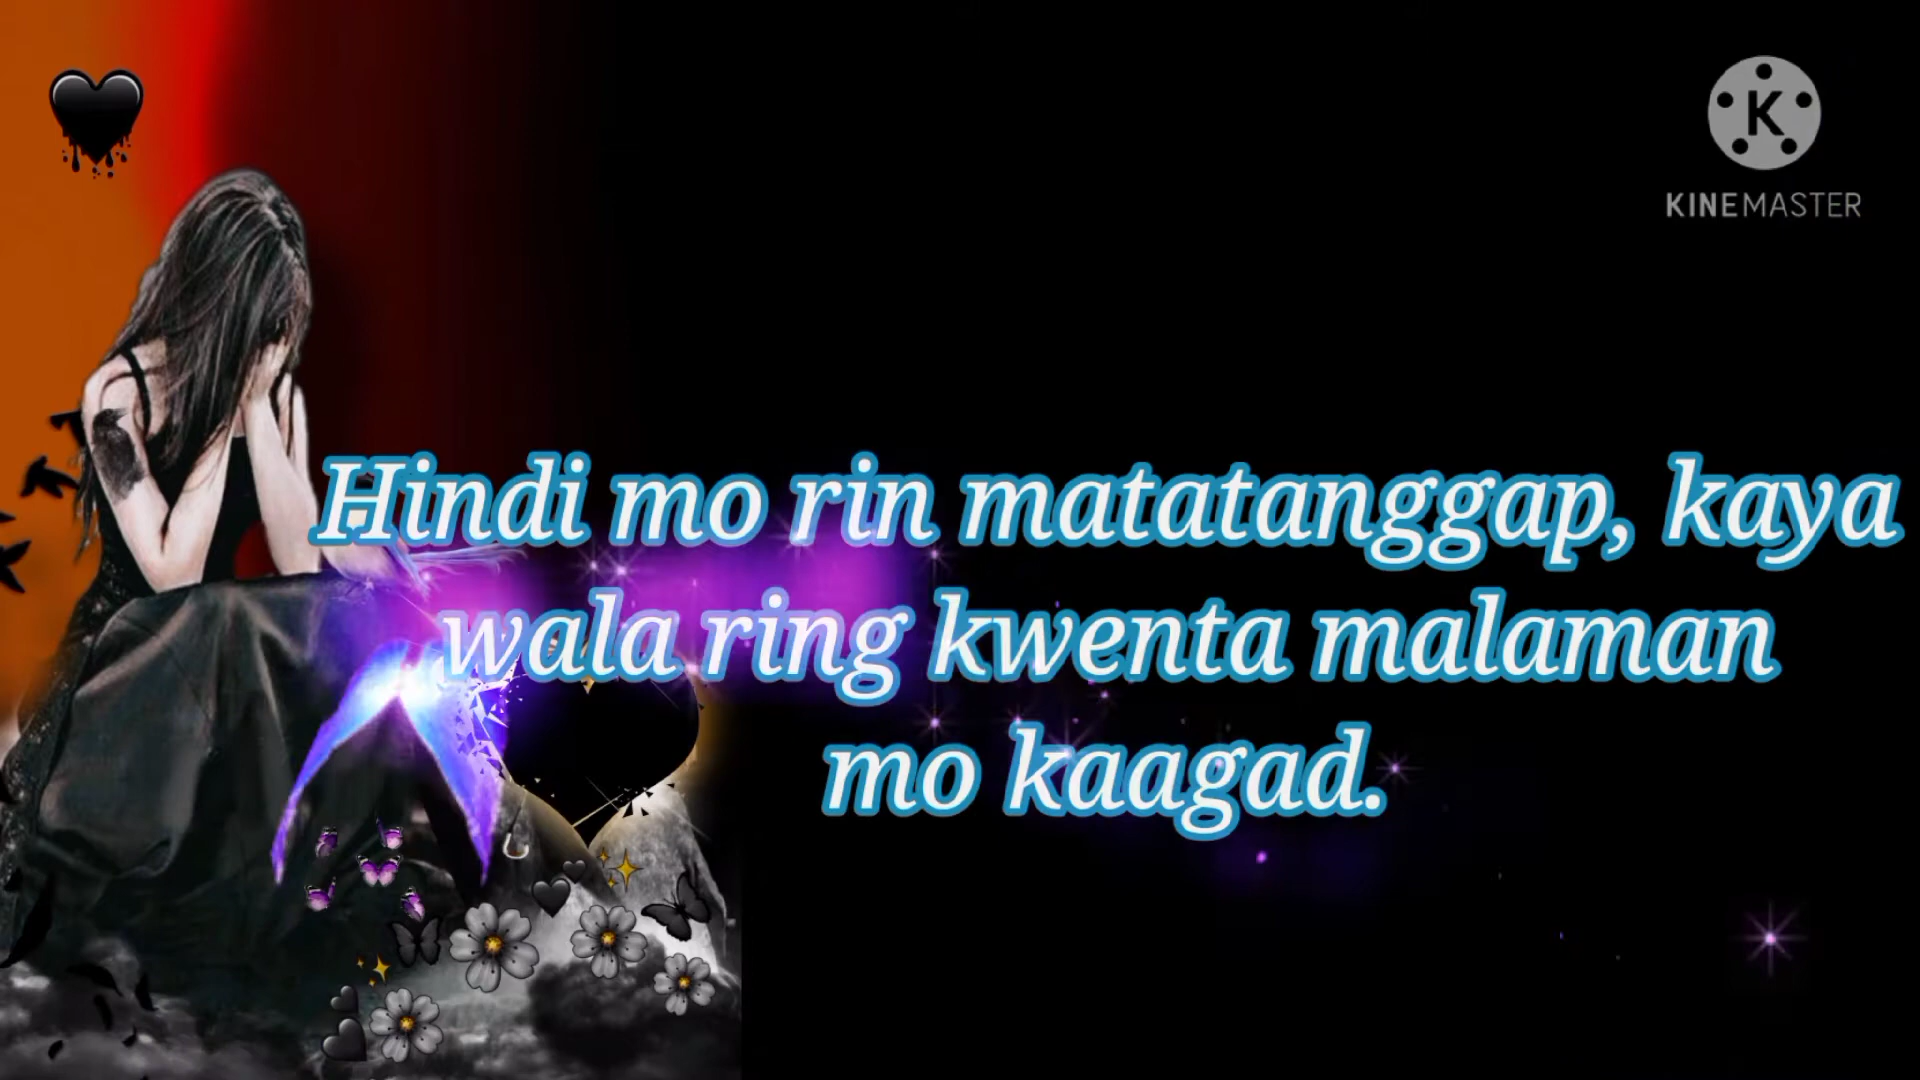 K
KINEMASTER
Hindi mo rin matatanggap, kaya
wala ring kwenta malaman
mo kaagad.